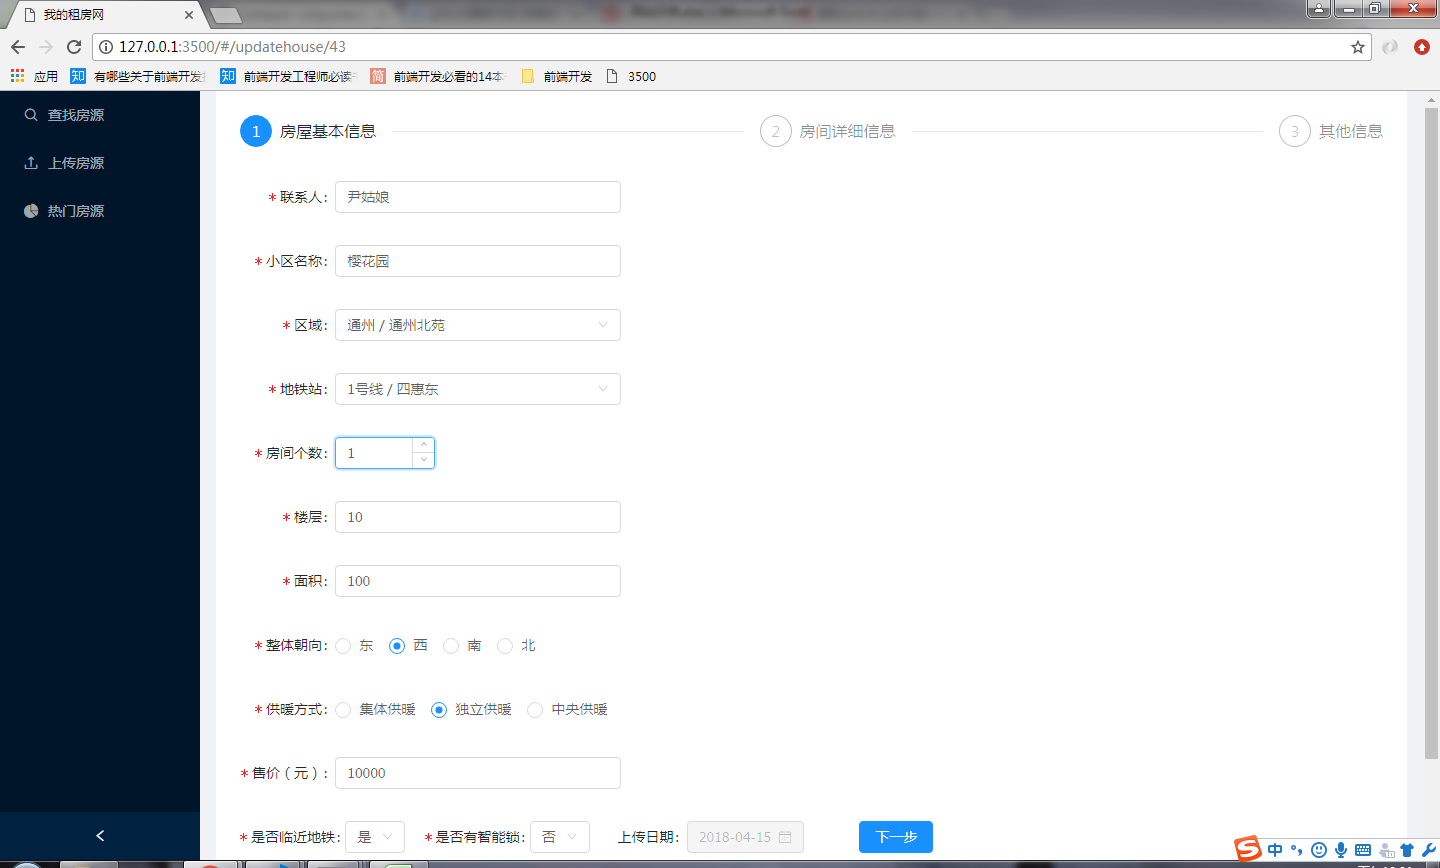 我的租房网
127.0.0.1:3500/#/updatehouse/43
应用 有哪些关于前端开发 前端开发工程师必读 前端开发必看的14本 前端开发 3500
查找房源
上传房源
热门房源
1 房屋基本信息 2 房间详细信息 3 其他信息
* 联系人: 尹姑娘
* 小区名称: 樱花园
* 区域: 通州 / 通州北苑
* 地铁站: 1号线 / 四惠东
* 房间个数: 1
* 楼层: 10
* 面积: 100
* 整体朝向: 东 西 南 北
* 供暖方式: 集体供暖 独立供暖 中央供暖
* 售价（元）: 10000
* 是否临近地铁: 是 * 是否有智能锁: 否 上传日期: 2018-04-15 下一步
S 中